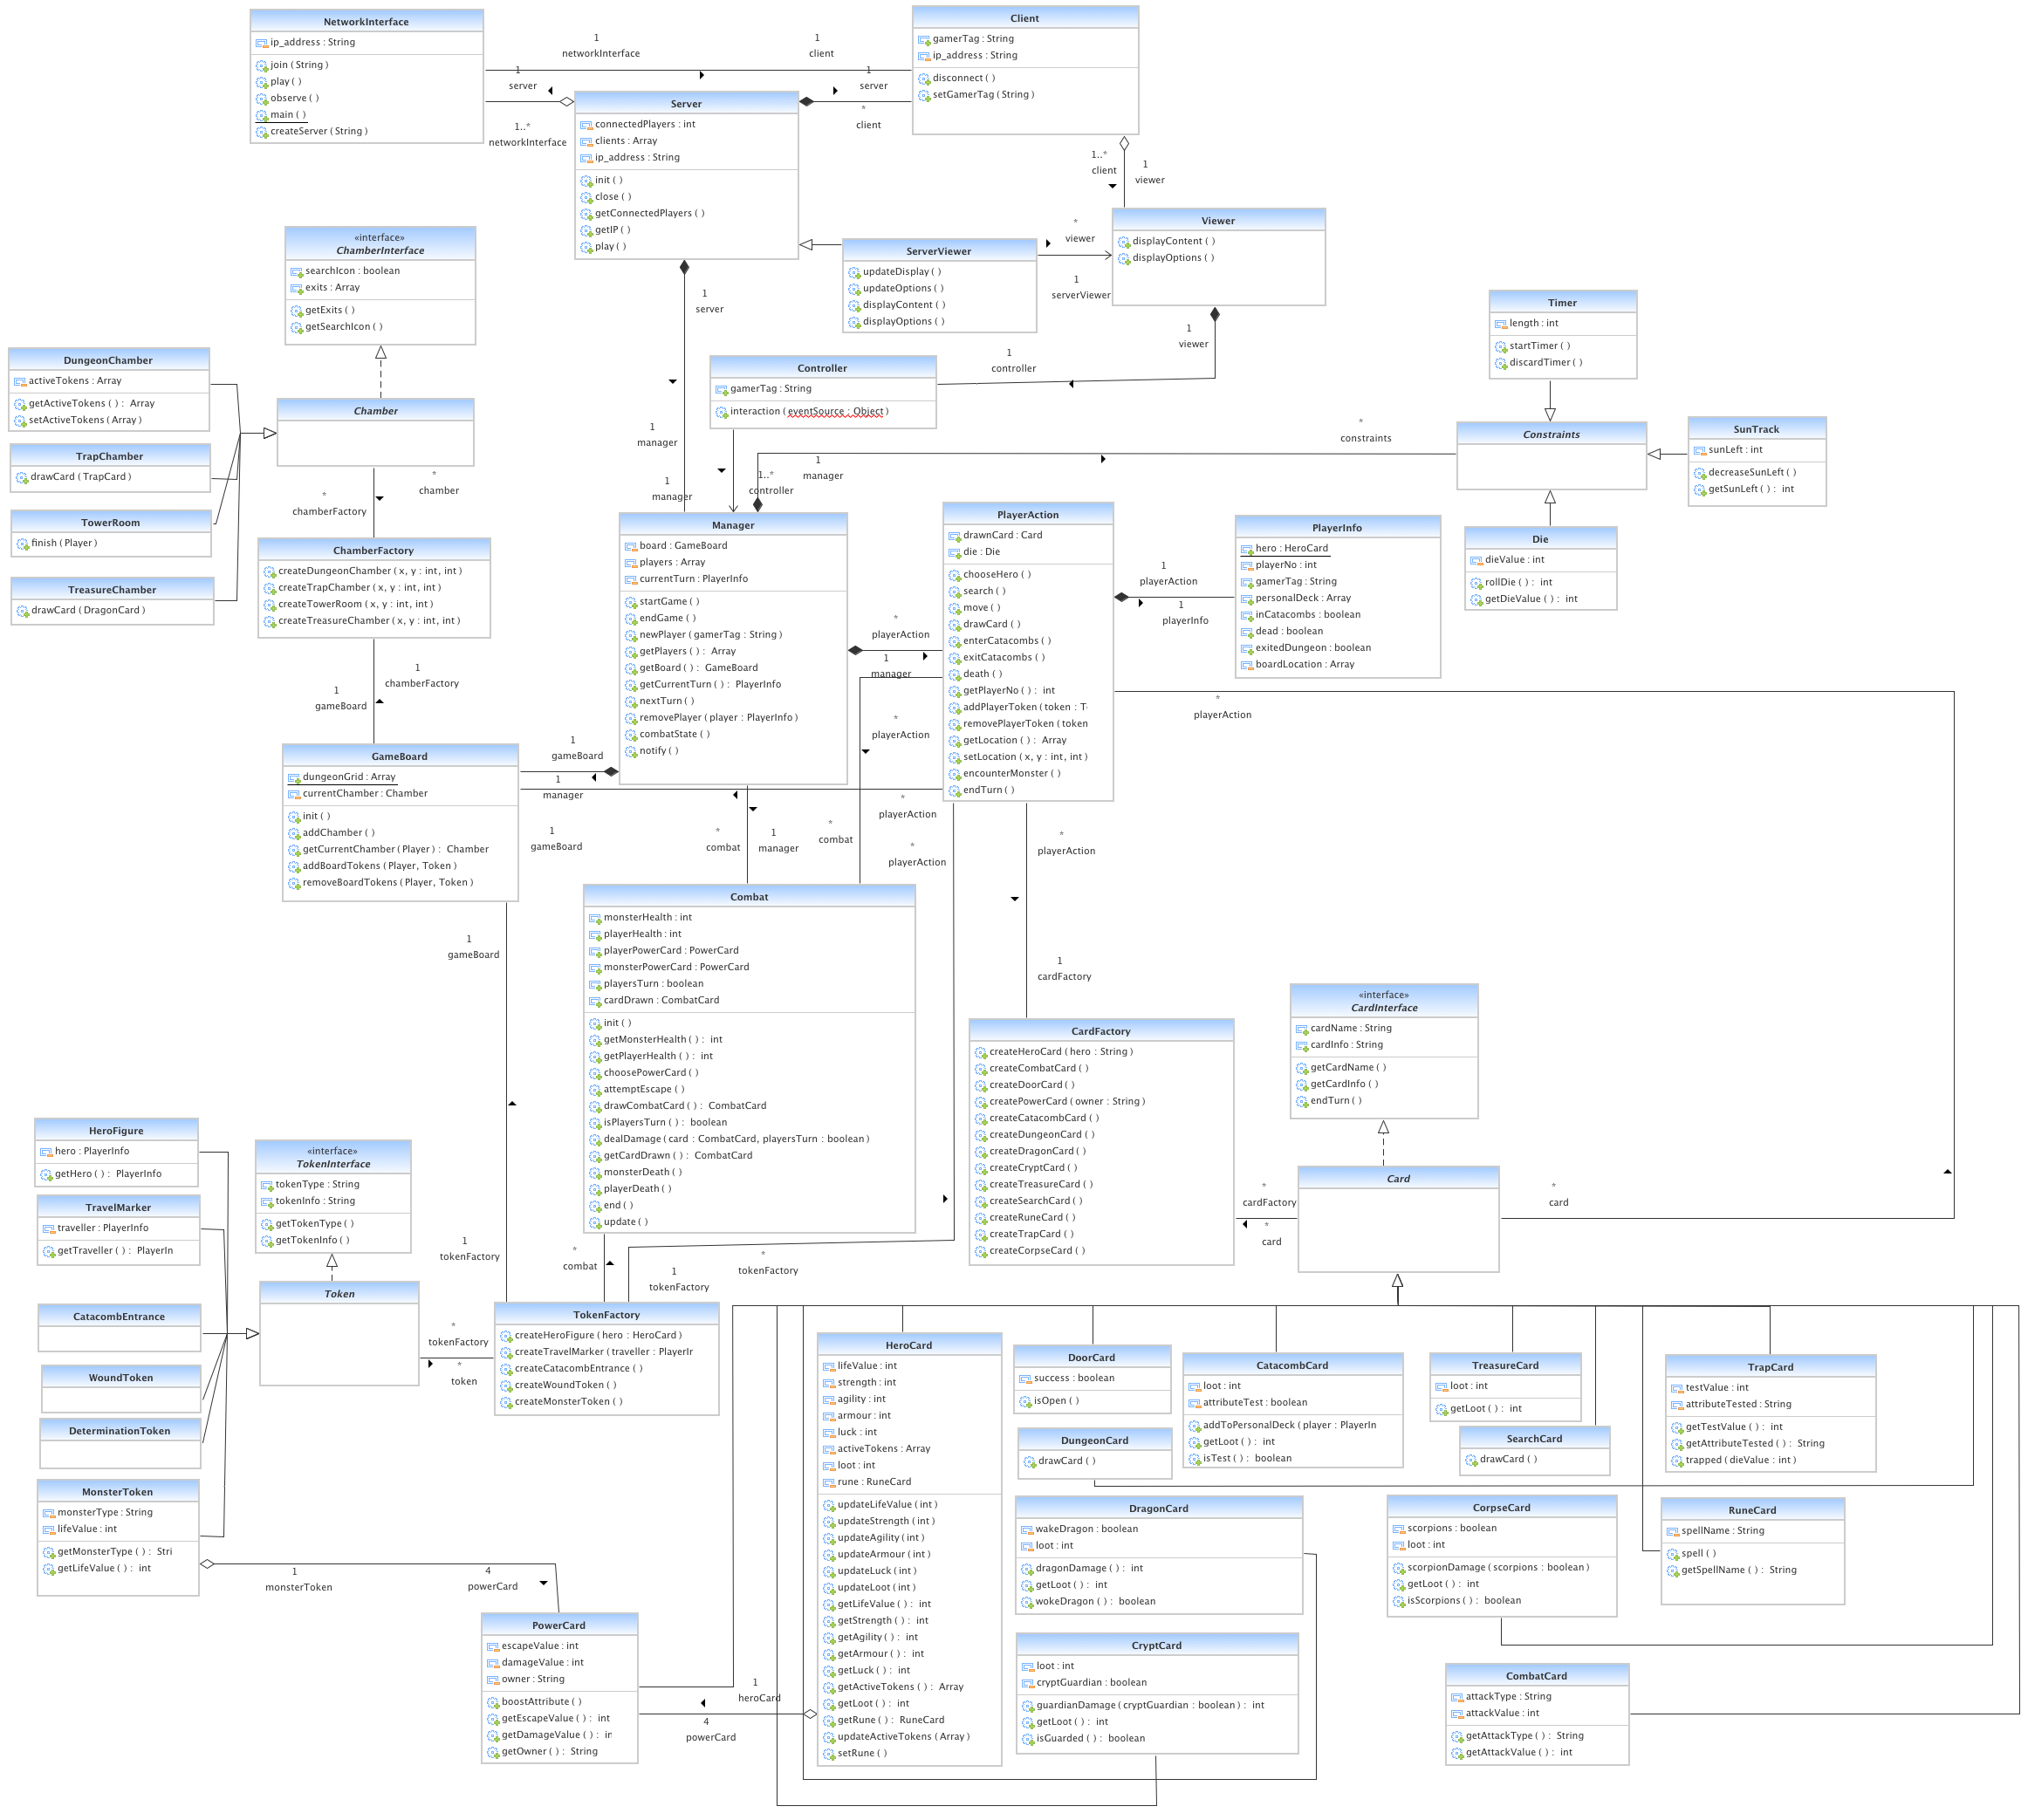 NetworkInterface
ip_address : String
join ( String )
play ( )
observe ( )
main ( )
createServer ( String )
1
networkInterface
1
client
1
server
1..*
networkInterface
Client
gamerTag : String
ip_address : String
disconnect ( )
setGamerTag ( String )
1
server
*
client
Server
connectedPlayers : int
clients : Array
ip_address : String
init ( )
close ( )
getConnectedPlayers ( )
getIP ( )
play ( )
1..*
client
1
viewer
Viewer
displayContent ( )
displayOptions ( )
ServerViewer
updateDisplay ( )
updateOptions ( )
displayContent ( )
displayOptions ( )
*
viewer
1
serverViewer
«interface»
ChamberInterface
searchIcon : boolean
exits : Array
getExits ( )
getSearchIcon ( )
1
server
1
viewer
1
controller
Timer
length : int
startTimer ( )
discardTimer ( )
DungeonChamber
activeTokens : Array
getActiveTokens ( ) : Array
setActiveTokens ( Array )
Controller
gamerTag : String
interaction ( eventSource : Object )
Chamber
TrapChamber
drawCard ( TrapCard )
1
manager
1
manager
1..*
controller
1
manager
*
constraints
Constraints
SunTrack
sunLeft : int
decreaseSunLeft ( )
getSunLeft ( ) : int
*
chamber
*
chamberFactory
TowerRoom
finish ( Player )
TreasureChamber
drawCard ( DragonCard )
ChamberFactory
createDungeonChamber ( x, y : int, int )
createTrapChamber ( x, y : int, int )
createTowerRoom ( x, y : int, int )
createTreasureChamber ( x, y : int, int )
Manager
board : GameBoard
players : Array
currentTurn : PlayerInfo
startGame ( )
endGame ( )
newPlayer ( gamerTag : String )
getPlayers ( ) : Array
getBoard ( ) : GameBoard
getCurrentTurn ( ) : PlayerInfo
nextTurn ( )
removePlayer ( player : PlayerInfo )
combatState ( )
notify ( )
PlayerAction
drawnCard : Card
die : Die
chooseHero ( )
search ( )
move ( )
drawCard ( )
enterCatacombs ( )
exitCatacombs ( )
death ( )
getPlayerNo ( ) : int
addPlayerToken ( token : T
removePlayerToken ( token
getLocation ( ) : Array
setLocation ( x, y : int, int )
encounterMonster ( )
endTurn ( )
1
playerAction
1
playerInfo
PlayerInfo
hero : HeroCard
playerNo : int
gamerTag : String
personalDeck : Array
inCatacombs : boolean
dead : boolean
exitedDungeon : boolean
boardLocation : Array
Die
dieValue : int
rollDie ( ) : int
getDieValue ( ) : int
*
playerAction
1
manager
*
playerAction
*
playerAction
1
chamberFactory
1
gameBoard
GameBoard
dungeonGrid : Array
currentChamber : Chamber
init ( )
addChamber ( )
getCurrentChamber ( Player ) : Chamber
addBoardTokens ( Player, Token )
removeBoardTokens ( Player, Token )
1
gameBoard
1
manager
1
gameBoard
*
combat
1
manager
*
combat
*
playerAction
*
playerAction
*
playerAction
Combat
monsterHealth : int
playerHealth : int
playerPowerCard : PowerCard
monsterPowerCard : PowerCard
playersTurn : boolean
cardDrawn : CombatCard
init ( )
getMonsterHealth ( ) : int
getPlayerHealth ( ) : int
choosePowerCard ( )
attemptEscape ( )
drawCombatCard ( ) : CombatCard
isPlayersTurn ( ) : boolean
dealDamage ( card : CombatCard, playersTurn : boolean )
getCardDrawn ( ) : CombatCard
monsterDeath ( )
playerDeath ( )
end ( )
update ( )
1
gameBoard
1
cardFactory
CardFactory
createHeroCard ( hero : String )
createCombatCard ( )
createDoorCard ( )
createPowerCard ( owner : String )
createCatacombCard ( )
createDungeonCard ( )
createDragonCard ( )
createCryptCard ( )
createTreasureCard ( )
createSearchCard ( )
createRuneCard ( )
createTrapCard ( )
createCorpseCard ( )
«interface»
CardInterface
cardName : String
cardInfo : String
getCardName ( )
getCardInfo ( )
endTurn ( )
Card
*
cardFactory
*
card
*
card
HeroFigure
hero : PlayerInfo
getHero ( ) : PlayerInfo
TravelMarker
traveller : PlayerInfo
getTraveller ( ) : PlayerIn
«interface»
TokenInterface
tokenType : String
tokenInfo : String
getTokenType ( )
getTokenInfo ( )
Token
CatacombEntrance
WoundToken
DeterminationToken
1
tokenFactory
*
combat
1
tokenFactory
*
tokenFactory
*
tokenFactory
*
token
TokenFactory
createHeroFigure ( hero : HeroCard )
createTravelMarker ( traveller : PlayerIr
createCatacombEntrance ( )
createWoundToken ( )
createMonsterToken ( )
MonsterToken
monsterType : String
lifeValue : int
getMonsterType ( ) : Stri
getLifeValue ( ) : int
1
monsterToken
4
powerCard
PowerCard
escapeValue : int
damageValue : int
owner : String
boostAttribute ( )
getEscapeValue ( ) : int
getDamageValue ( ) : ir
getOwner ( ) : String
1
heroCard
4
powerCard
HeroCard
lifeValue : int
strength : int
agility : int
armour : int
luck : int
activeTokens : Array
loot : int
rune : RuneCard
updateLifeValue ( int )
updateStrength ( int )
updateAgility ( int )
updateArmour ( int )
updateLuck ( int )
updateLoot ( int )
getLifeValue ( ) : int
getStrength ( ) : int
getAgility ( ) : int
getArmour ( ) : int
getLuck ( ) : int
getActiveTokens ( ) : Array
getLoot ( ) : int
getRune ( ) : RuneCard
updateActiveTokens ( Array )
setRune ( )
DoorCard
success : boolean
isOpen ( )
DungeonCard
drawCard ( )
CatacombCard
loot : int
attributeTest : boolean
addToPersonalDeck ( player : PlayerIn
getLoot ( ) : int
isTest ( ) : boolean
TreasureCard
loot : int
getLoot ( ) : int
SearchCard
drawCard ( )
TrapCard
testValue : int
attributeTested : String
getTestValue ( ) : int
getAttributeTested ( ) : String
trapped ( dieValue : int )
DragonCard
wakeDragon : boolean
loot : int
dragonDamage ( ) : int
getLoot ( ) : int
wokeDragon ( ) : boolean
CorpseCard
scorpions : boolean
loot : int
scorpionDamage ( scorpions : boolean )
getLoot ( ) : int
isScorpions ( ) : boolean
RuneCard
spellName : String
spell ( )
getSpellName ( ) : String
CryptCard
loot : int
cryptGuardian : boolean
guardianDamage ( cryptGuardian : boolean ) : int
getLoot ( ) : int
isGuarded ( ) : boolean
CombatCard
attackType : String
attackValue : int
getAttackType ( ) : String
getAttackValue ( ) : int